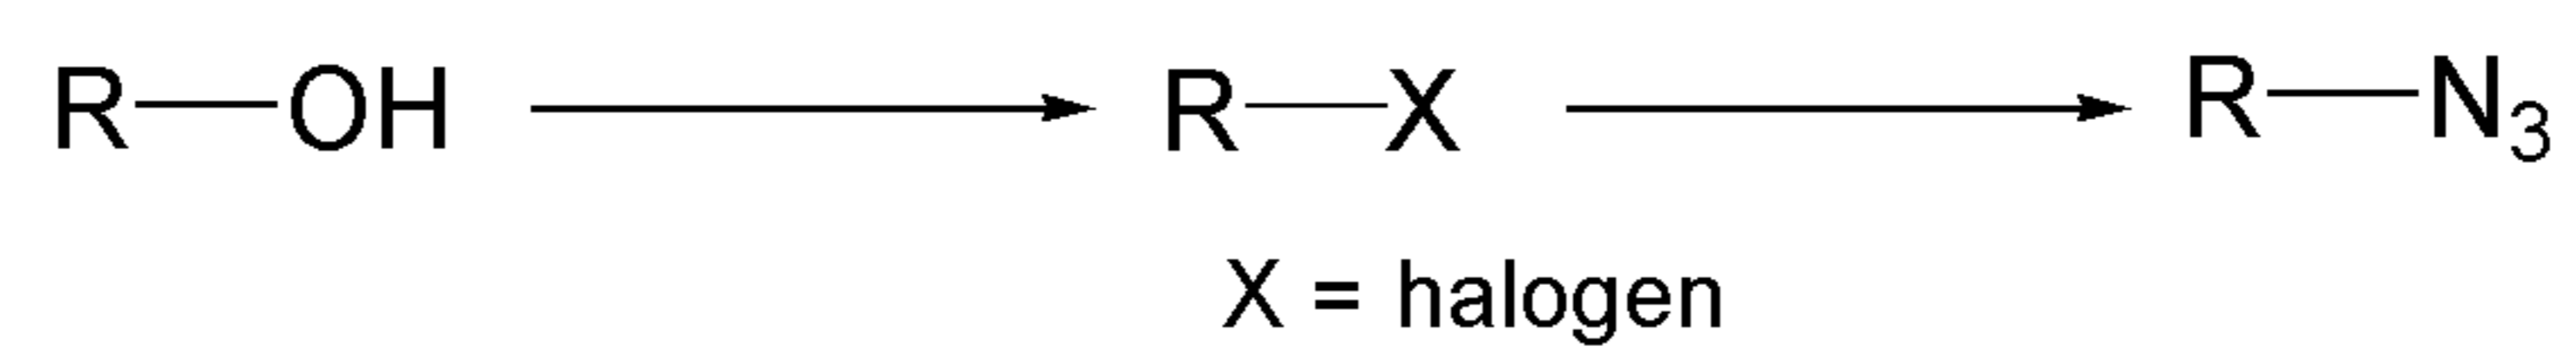 R—OH R—X R—N₃
X = halogen